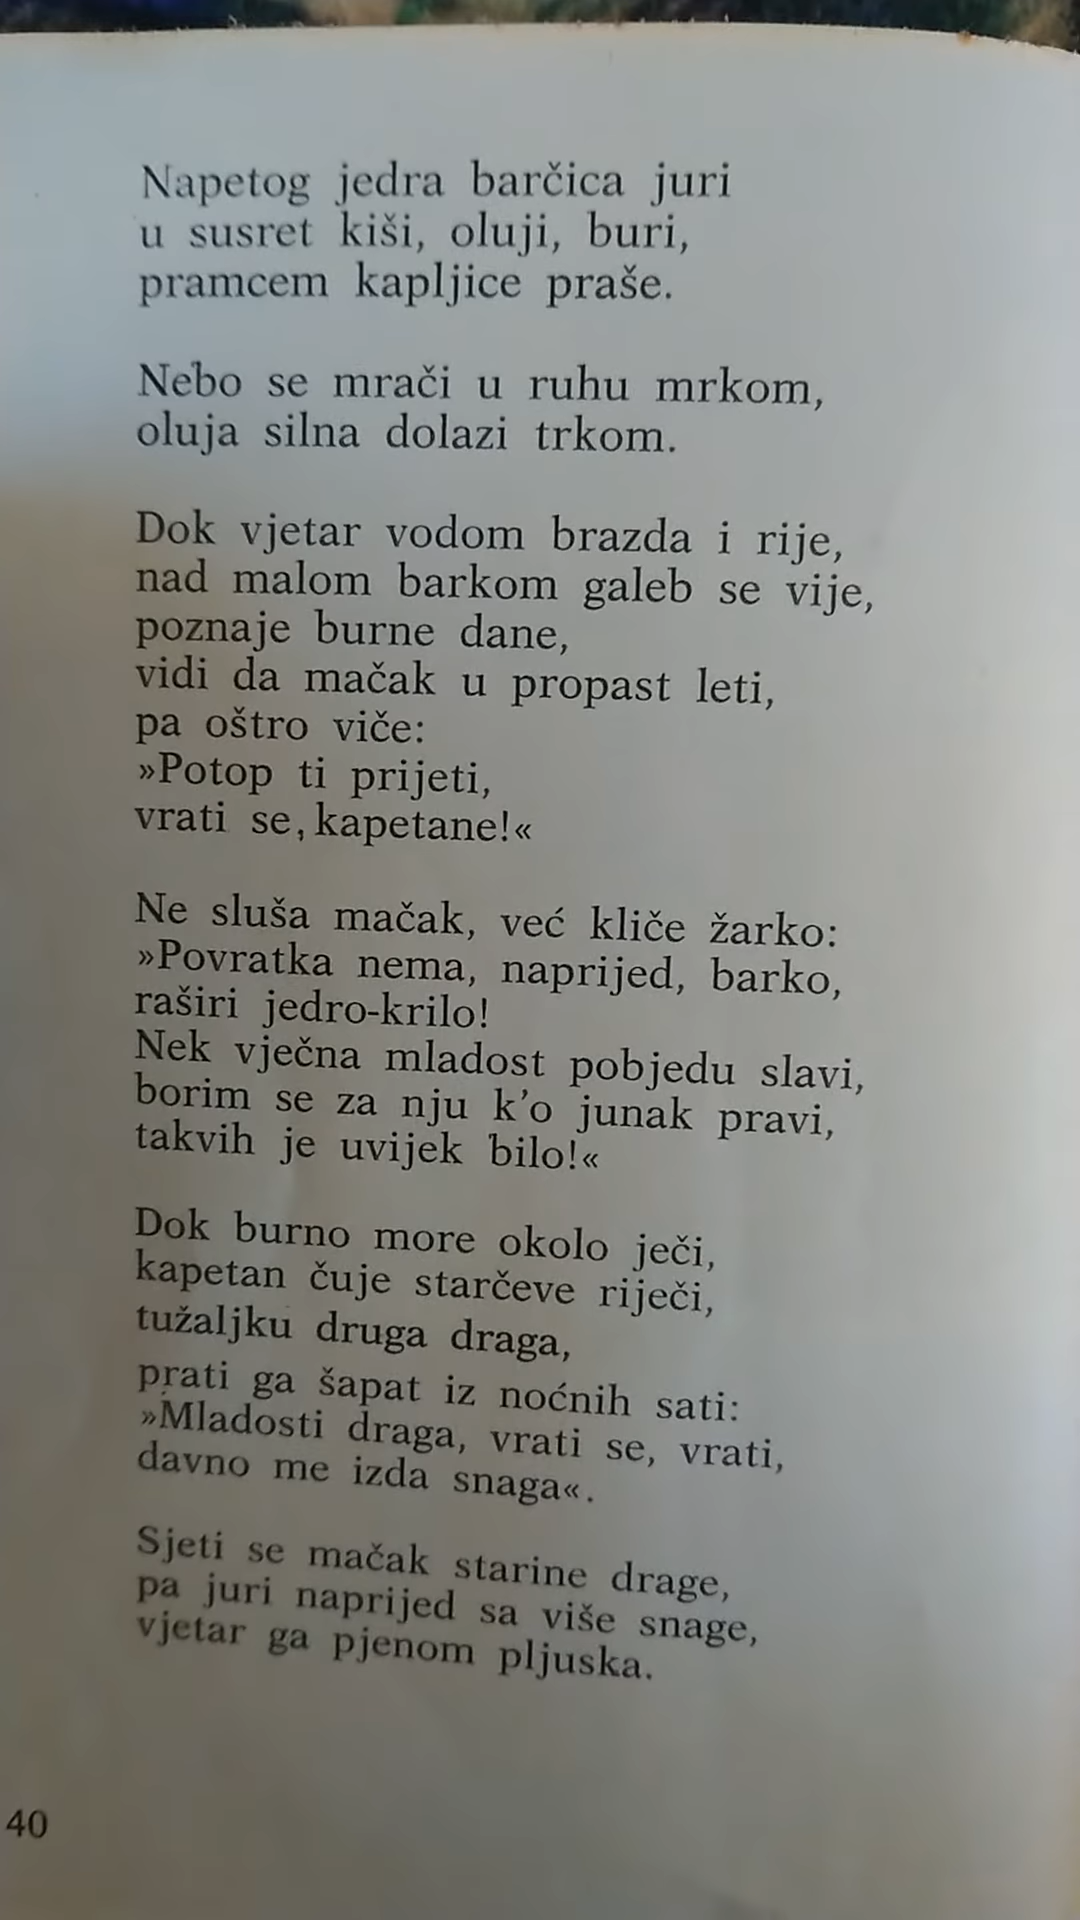 Napetog jedra barčica juri
u susret kiši, oluji, buri,
pramcem kapljice praše.
Nebo se mrači u ruhu mrkom,
oluja silna dolazi trkom.
Dok vjetar vodom brazda i rije,
nad malom barkom galeb se vije,
poznaje burne dane,
vidi da mačak u propast leti,
pa oštro viče:
»Potop ti prijeti,
vrati se, kapetane!«
Ne sluša mačak, već kliče žarko:
»Povratka nema, naprijed, barko,
raširi jedro-krilo!
Nek vječna mladost pobjedu slavi,
borim se za nju k’o junak pravi,
takvih je uvijek bilo!«
Dok burno more okolo ječi,
kapetan čuje starčeve riječi,
tužaljku druga draga,
prati ga šapat iz noćnih sati:
»Mladosti draga, vrati se, vrati,
davno me izda snaga«.
Sjeti se mačak starine drage,
pa juri naprijed sa više snage,
vjetar ga pjenom pljuska.
40